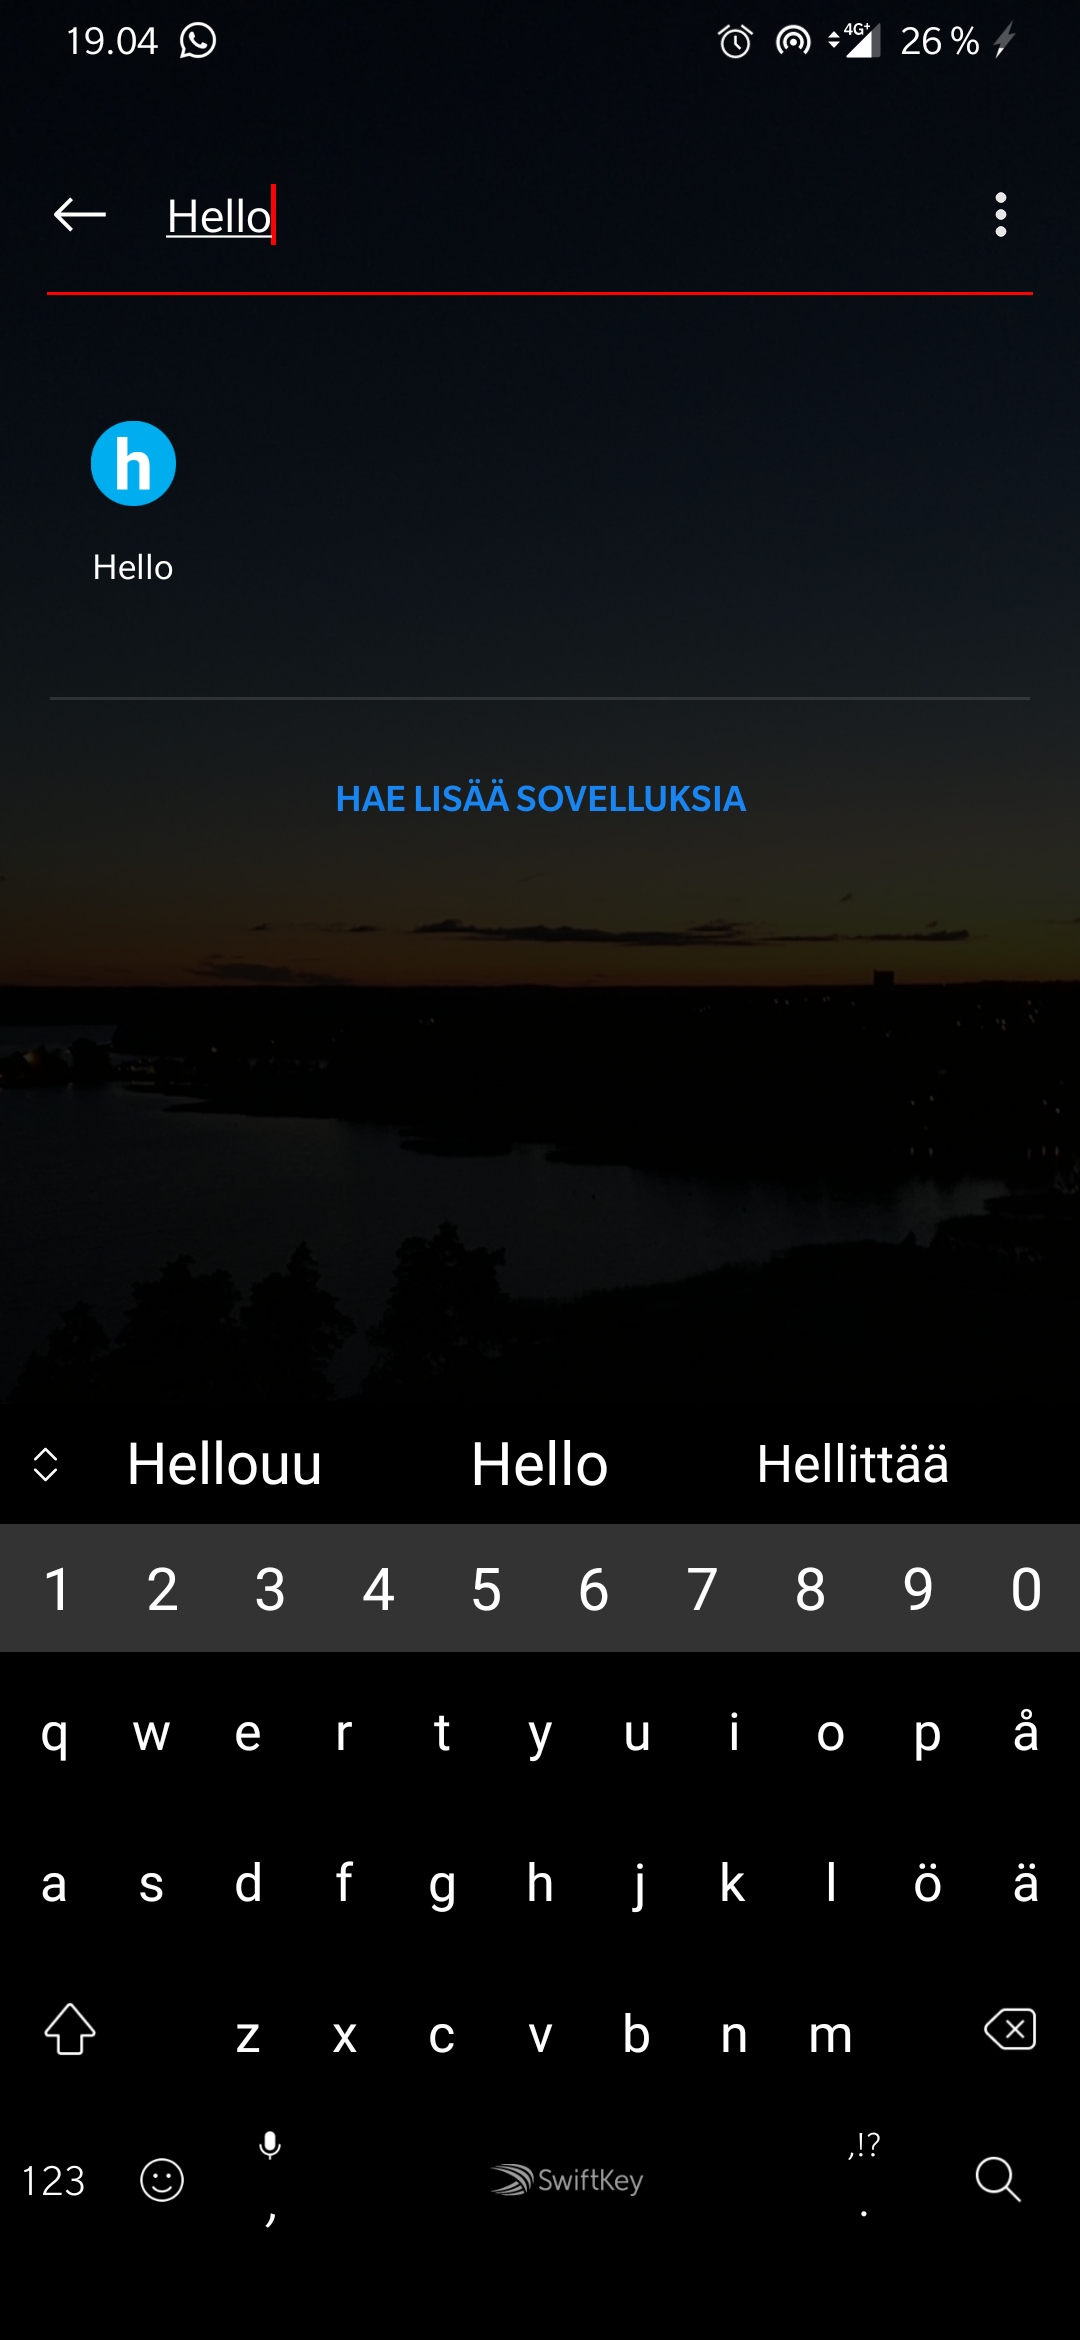 19.04 4G+ 26 %
Hello
h
Hello
HAE LISÄÄ SOVELLUKSIA
Hellouu Hello Hellittää
1 2 3 4 5 6 7 8 9 0
q w e r t y u i o p å
a s d f g h j k l ö ä
z x c v b n m
,!?
123 , SwiftKey .